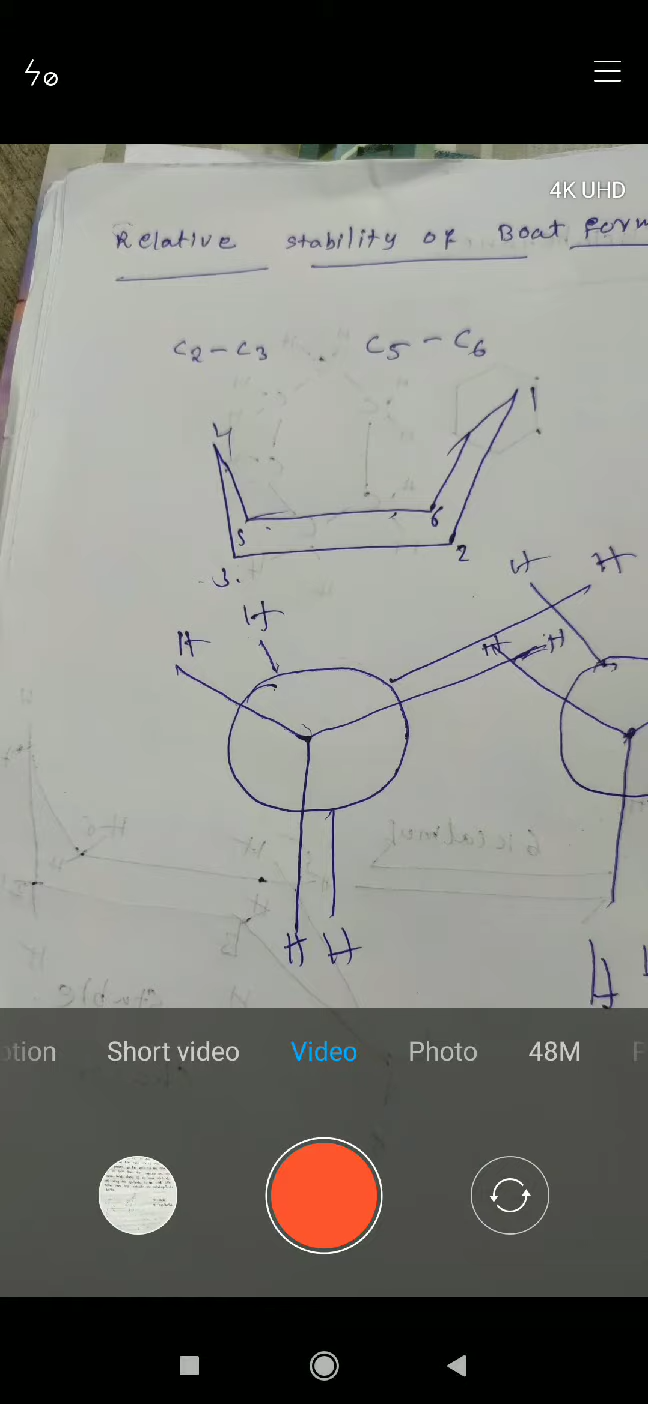 4K UHD
Relative stability of Boat Form
C2-C3 C5-C6
4 1
5 6
3. 2
H H
H H H H
H H H
Short video Video Photo 48M